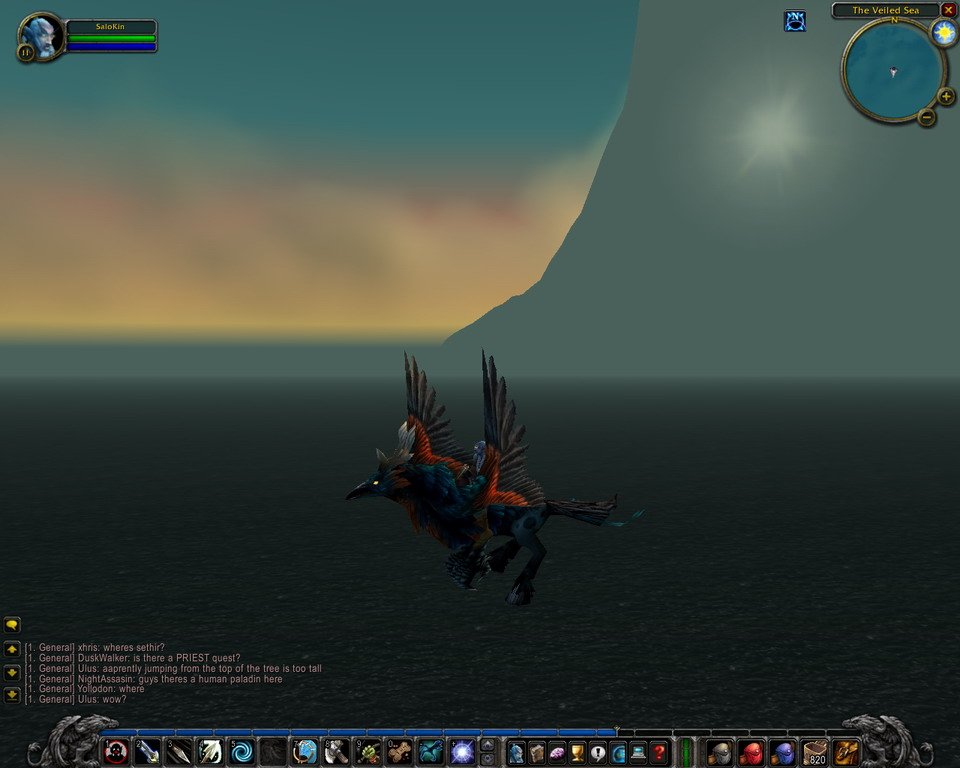 SaloKin
The Veiled Sea
N
N
[1. General] xhris: wheres sethir?
[1. General] DuskWalker: is there a PRIEST quest?
[1. General] Ulus: aaprently jumping from the top of the tree is too tall
[1. General] NightAssasin: guys theres a human paladin here
[1. General] Yollodon: where
[1. General] Ulus: wow?
820